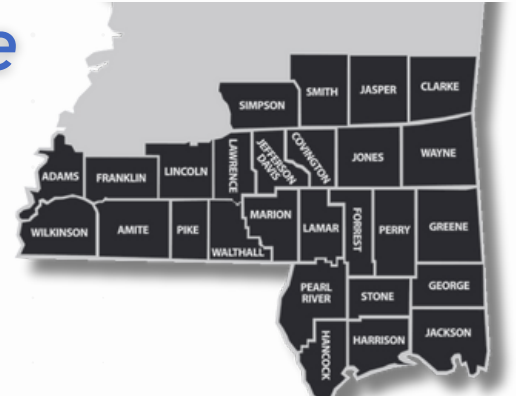 e
SMITH
JASPER
CLARKE
SIMPSON
LAWRENCE
JEFFERSON
DAVIS
COVINGTON
JONES
WAYNE
ADAMS
FRANKLIN
LINCOLN
WILKINSON
AMITE
PIKE
WALTHALL
MARION
LAMAR
FORREST
PERRY
GREENE
PEARL
RIVER
STONE
GEORGE
HANCOCK
HARRISON
JACKSON